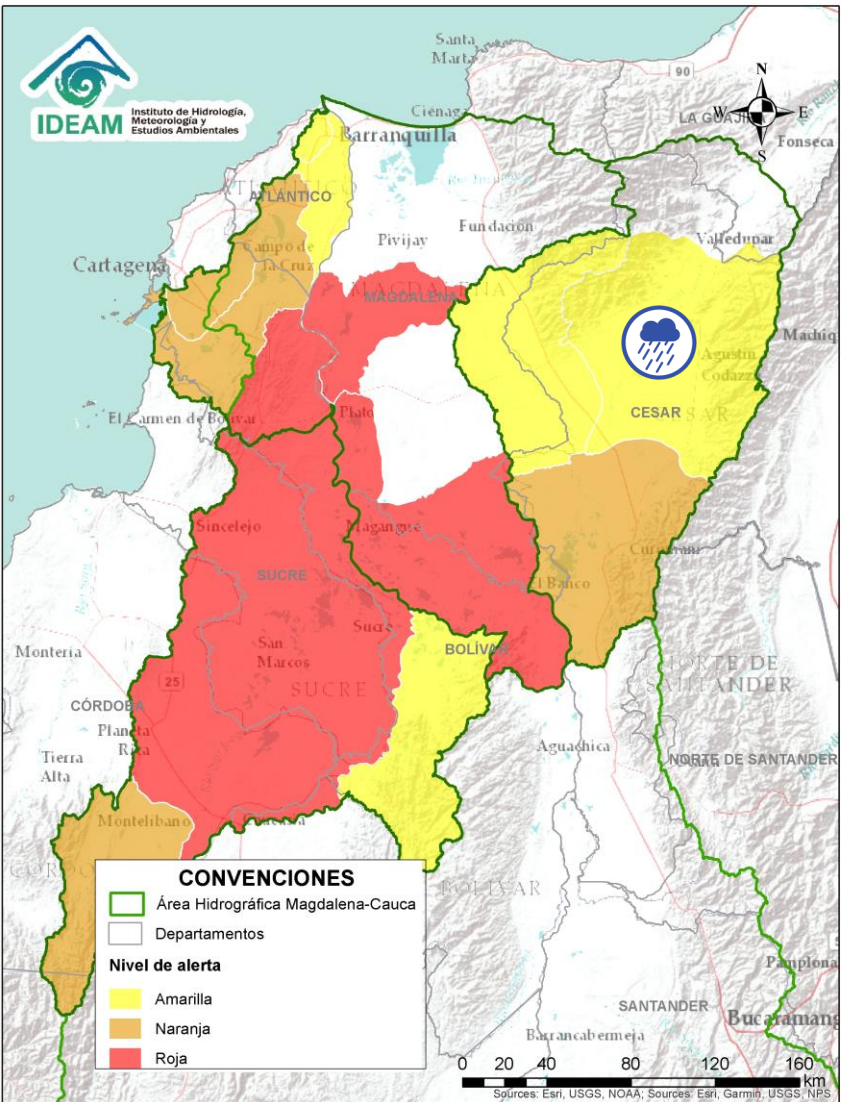 IDEAM
Instituto de Hidrología,
Meteorología y
Estudios Ambientales
Santa
Marta
90
N
W
E
S
LA GUAJIRA
Fonseca
Ciénaga
Barranquilla
ATLÁNTICO
Fundación
Pivijay
Valledupar
Campo de
la Cruz
Cartagena
MAGDALENA
Agustín
Codazzi
CESAR
El Carmen de Bolívar
Plato
Sincelejo
Magangué
SUCRE
El Banco
Sucre
Montería
San
Marcos
BOLÍVAR
SUCRE
NORTE DE
SANTANDER
25
CÓRDOBA
Planeta
Rica
Tierra
Alta
Aguachica
NORTE DE SANTANDER
Montelibano
BOLÍVAR
CONVENCIONES
Área Hidrográfica Magdalena-Cauca
Departamentos
Nivel de alerta
Amarilla
Naranja
Roja
Pamplona
SANTANDER
Bucaramang
Barrancabermeja
0 20 40 80 120 160
km
Sources: Esri, USGS, NOAA; Sources: Esri, Garmin, USGS, NPS